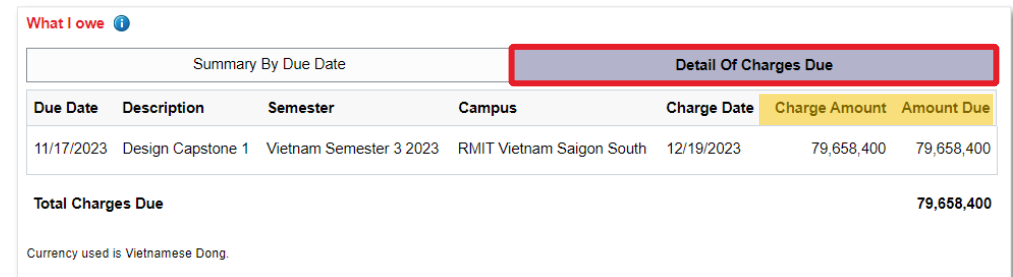 What I owe
Summary By Due Date Detail Of Charges Due
Due Date Description Semester Campus Charge Date Charge Amount Amount Due
11/17/2023 Design Capstone 1 Vietnam Semester 3 2023 RMIT Vietnam Saigon South 12/19/2023 79,658,400 79,658,400
Total Charges Due 79,658,400
Currency used is Vietnamese Dong.